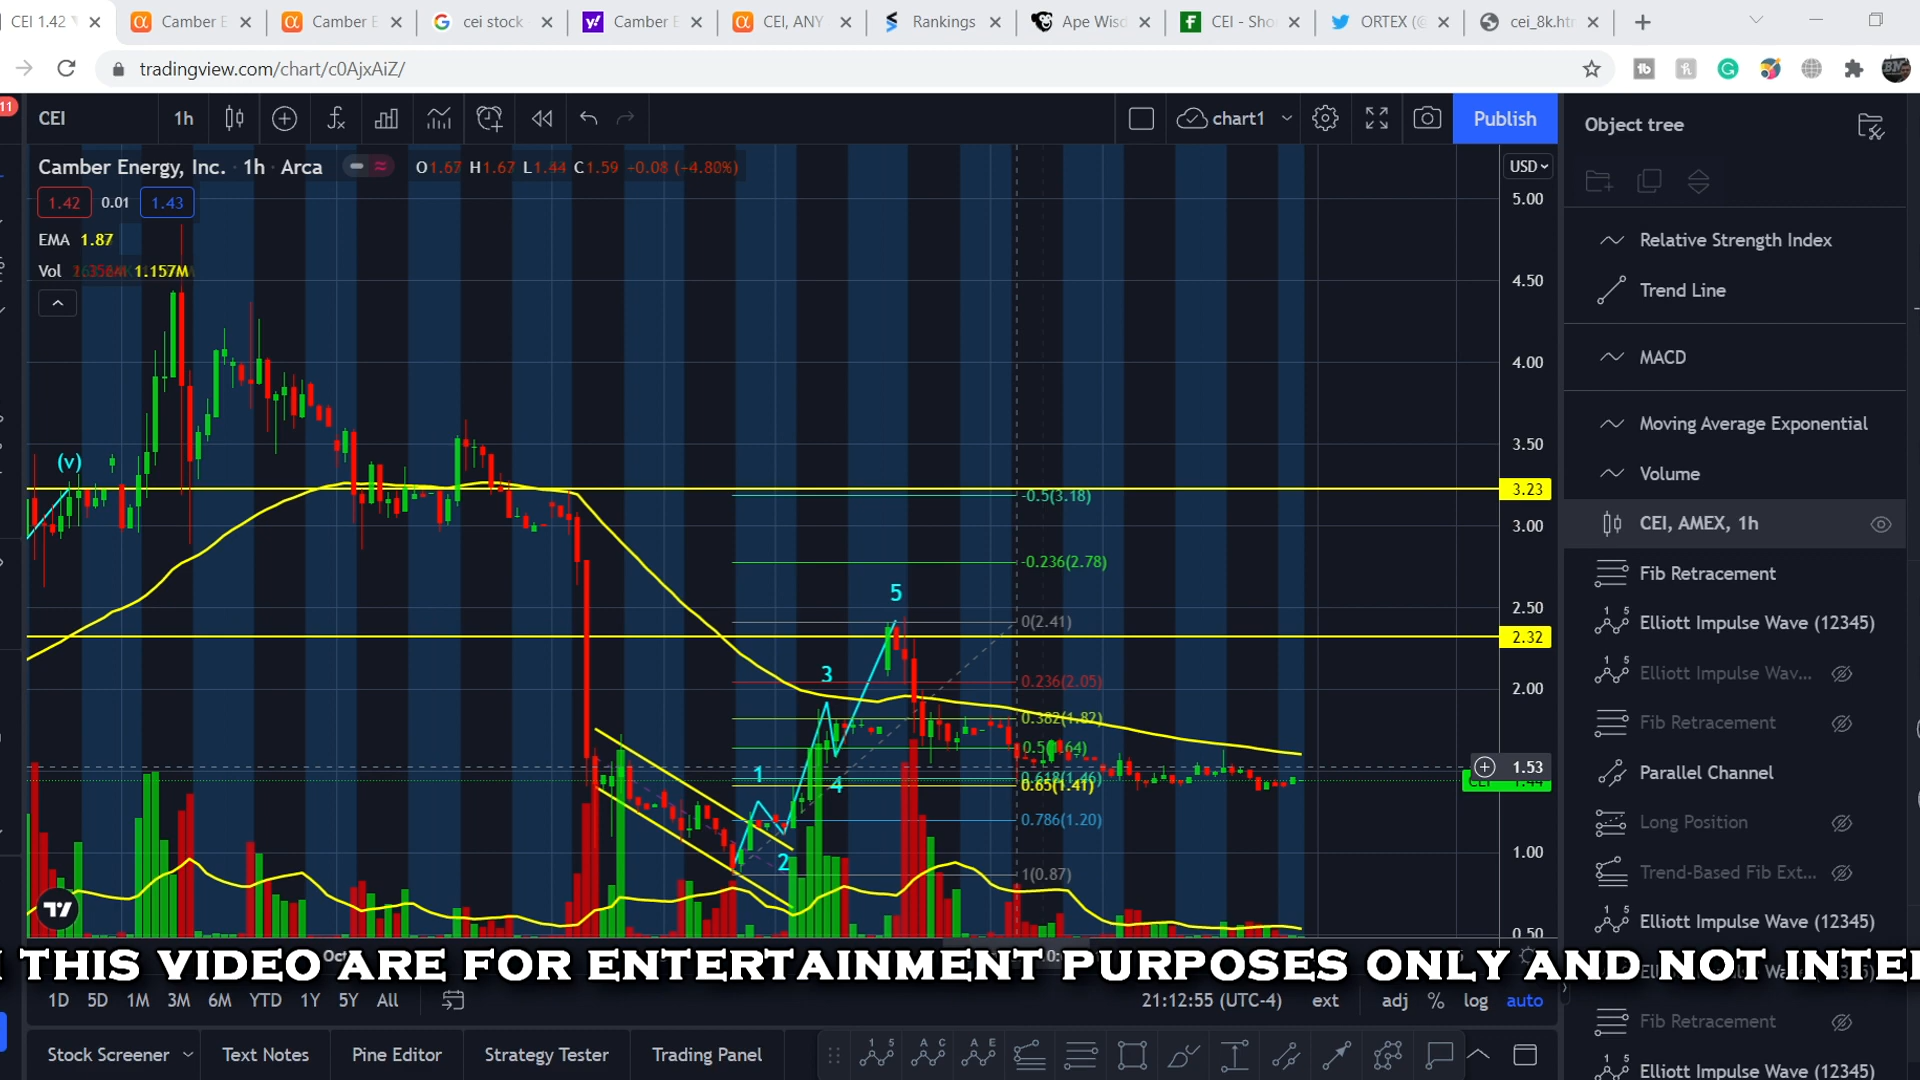 CEI 1.42
Camber E
Camber E
cei stock
Camber E
CEI, ANY
Rankings
Ape Wisd
CEI - Sho
ORTEX (@
cei_8k.htm
tradingview.com/chart/c0AjxAiZ/
11
CEI
1h
chart1
Publish
Object tree
Camber Energy, Inc. · 1h · Arca
O1.67 H1.67 L1.44 C1.59 -0.08 (-4.80%)
USD
1.42 0.01 1.43
EMA 1.87
Vol 1.157M
5.00
4.50
4.00
3.50
3.23
3.00
2.50
2.32
2.00
1.53
1.00
0.50
(v)
-0.5(3.18)
-0.236(2.78)
5
0(2.41)
3
0.236(2.05)
0.382(1.82)
1
4
0.618(1.46)
0.65(1.41)
0.786(1.20)
2
1(0.87)
Relative Strength Index
Trend Line
MACD
Moving Average Exponential
Volume
CEI, AMEX, 1h
Fib Retracement
Elliott Impulse Wave (12345)
Elliott Impulse Wav...
Fib Retracement
Parallel Channel
Long Position
Trend-Based Fib Ext...
Elliott Impulse Wave (12345)
Fib Retracement
Elliott Impulse Wave (12345)
THIS VIDEO ARE FOR ENTERTAINMENT PURPOSES ONLY AND NOT INTE
1D 5D 1M 3M 6M YTD 1Y 5Y All
21:12:55 (UTC-4) ext adj % log auto
Stock Screener
Text Notes
Pine Editor
Strategy Tester
Trading Panel